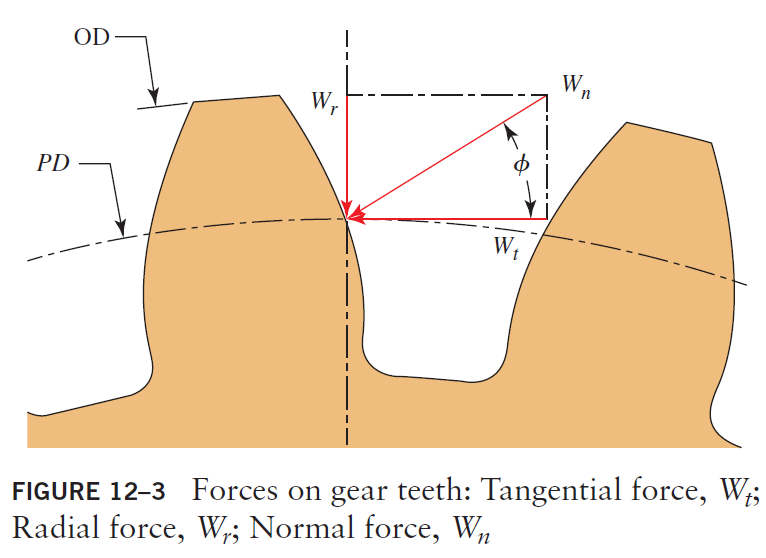 OD
W_r
W_n
PD
ϕ
W_t
FIGURE 12–3 Forces on gear teeth: Tangential force, W_t;
Radial force, W_r; Normal force, W_n